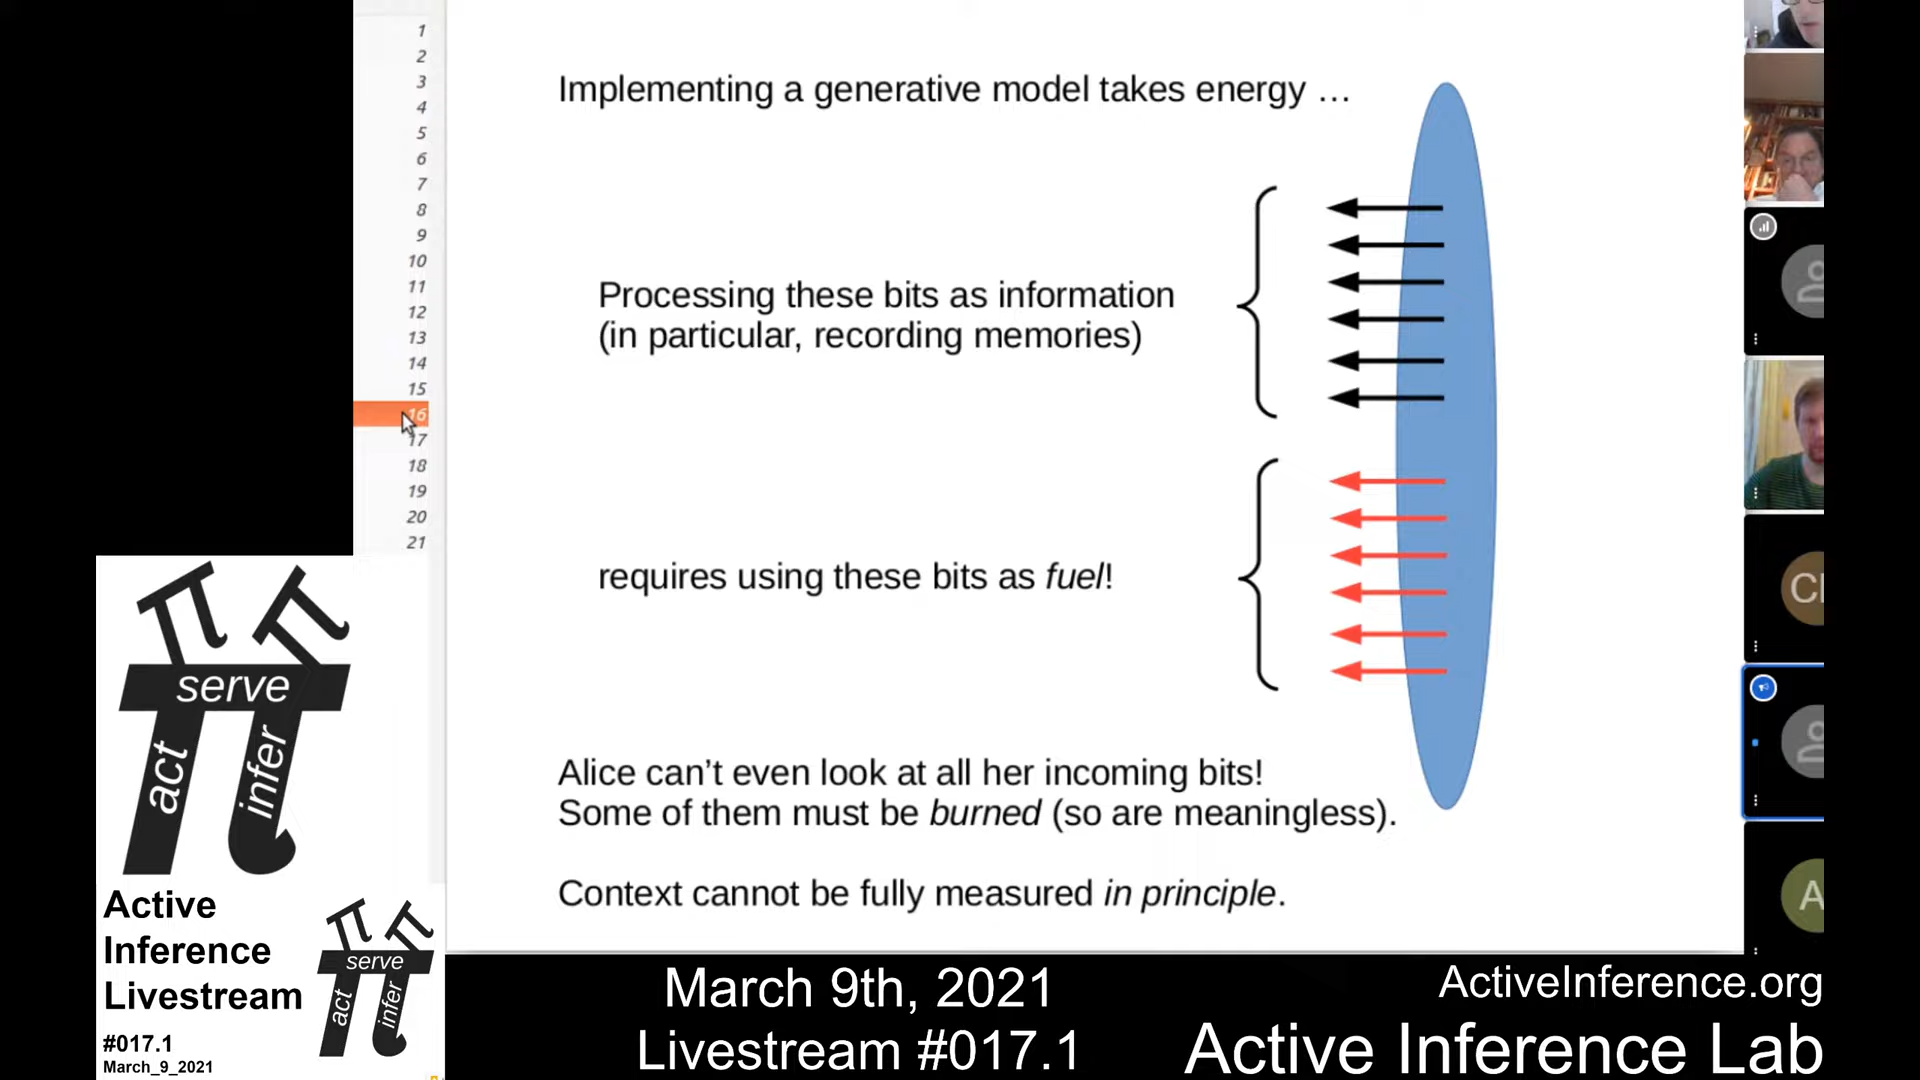 1
2
3
4
5
6
7
8
9
10
11
12
13
14
15
16
17
18
19
20
21
Implementing a generative model takes energy …
Processing these bits as information
(in particular, recording memories)
requires using these bits as fuel!
Alice can’t even look at all her incoming bits!
Some of them must be burned (so are meaningless).
Context cannot be fully measured in principle.
serve
act
infer
Active
Inference
Livestream
#017.1
March_9_2021
serve
act
infer
March 9th, 2021
Livestream #017.1
ActiveInference.org
Active Inference Lab
A